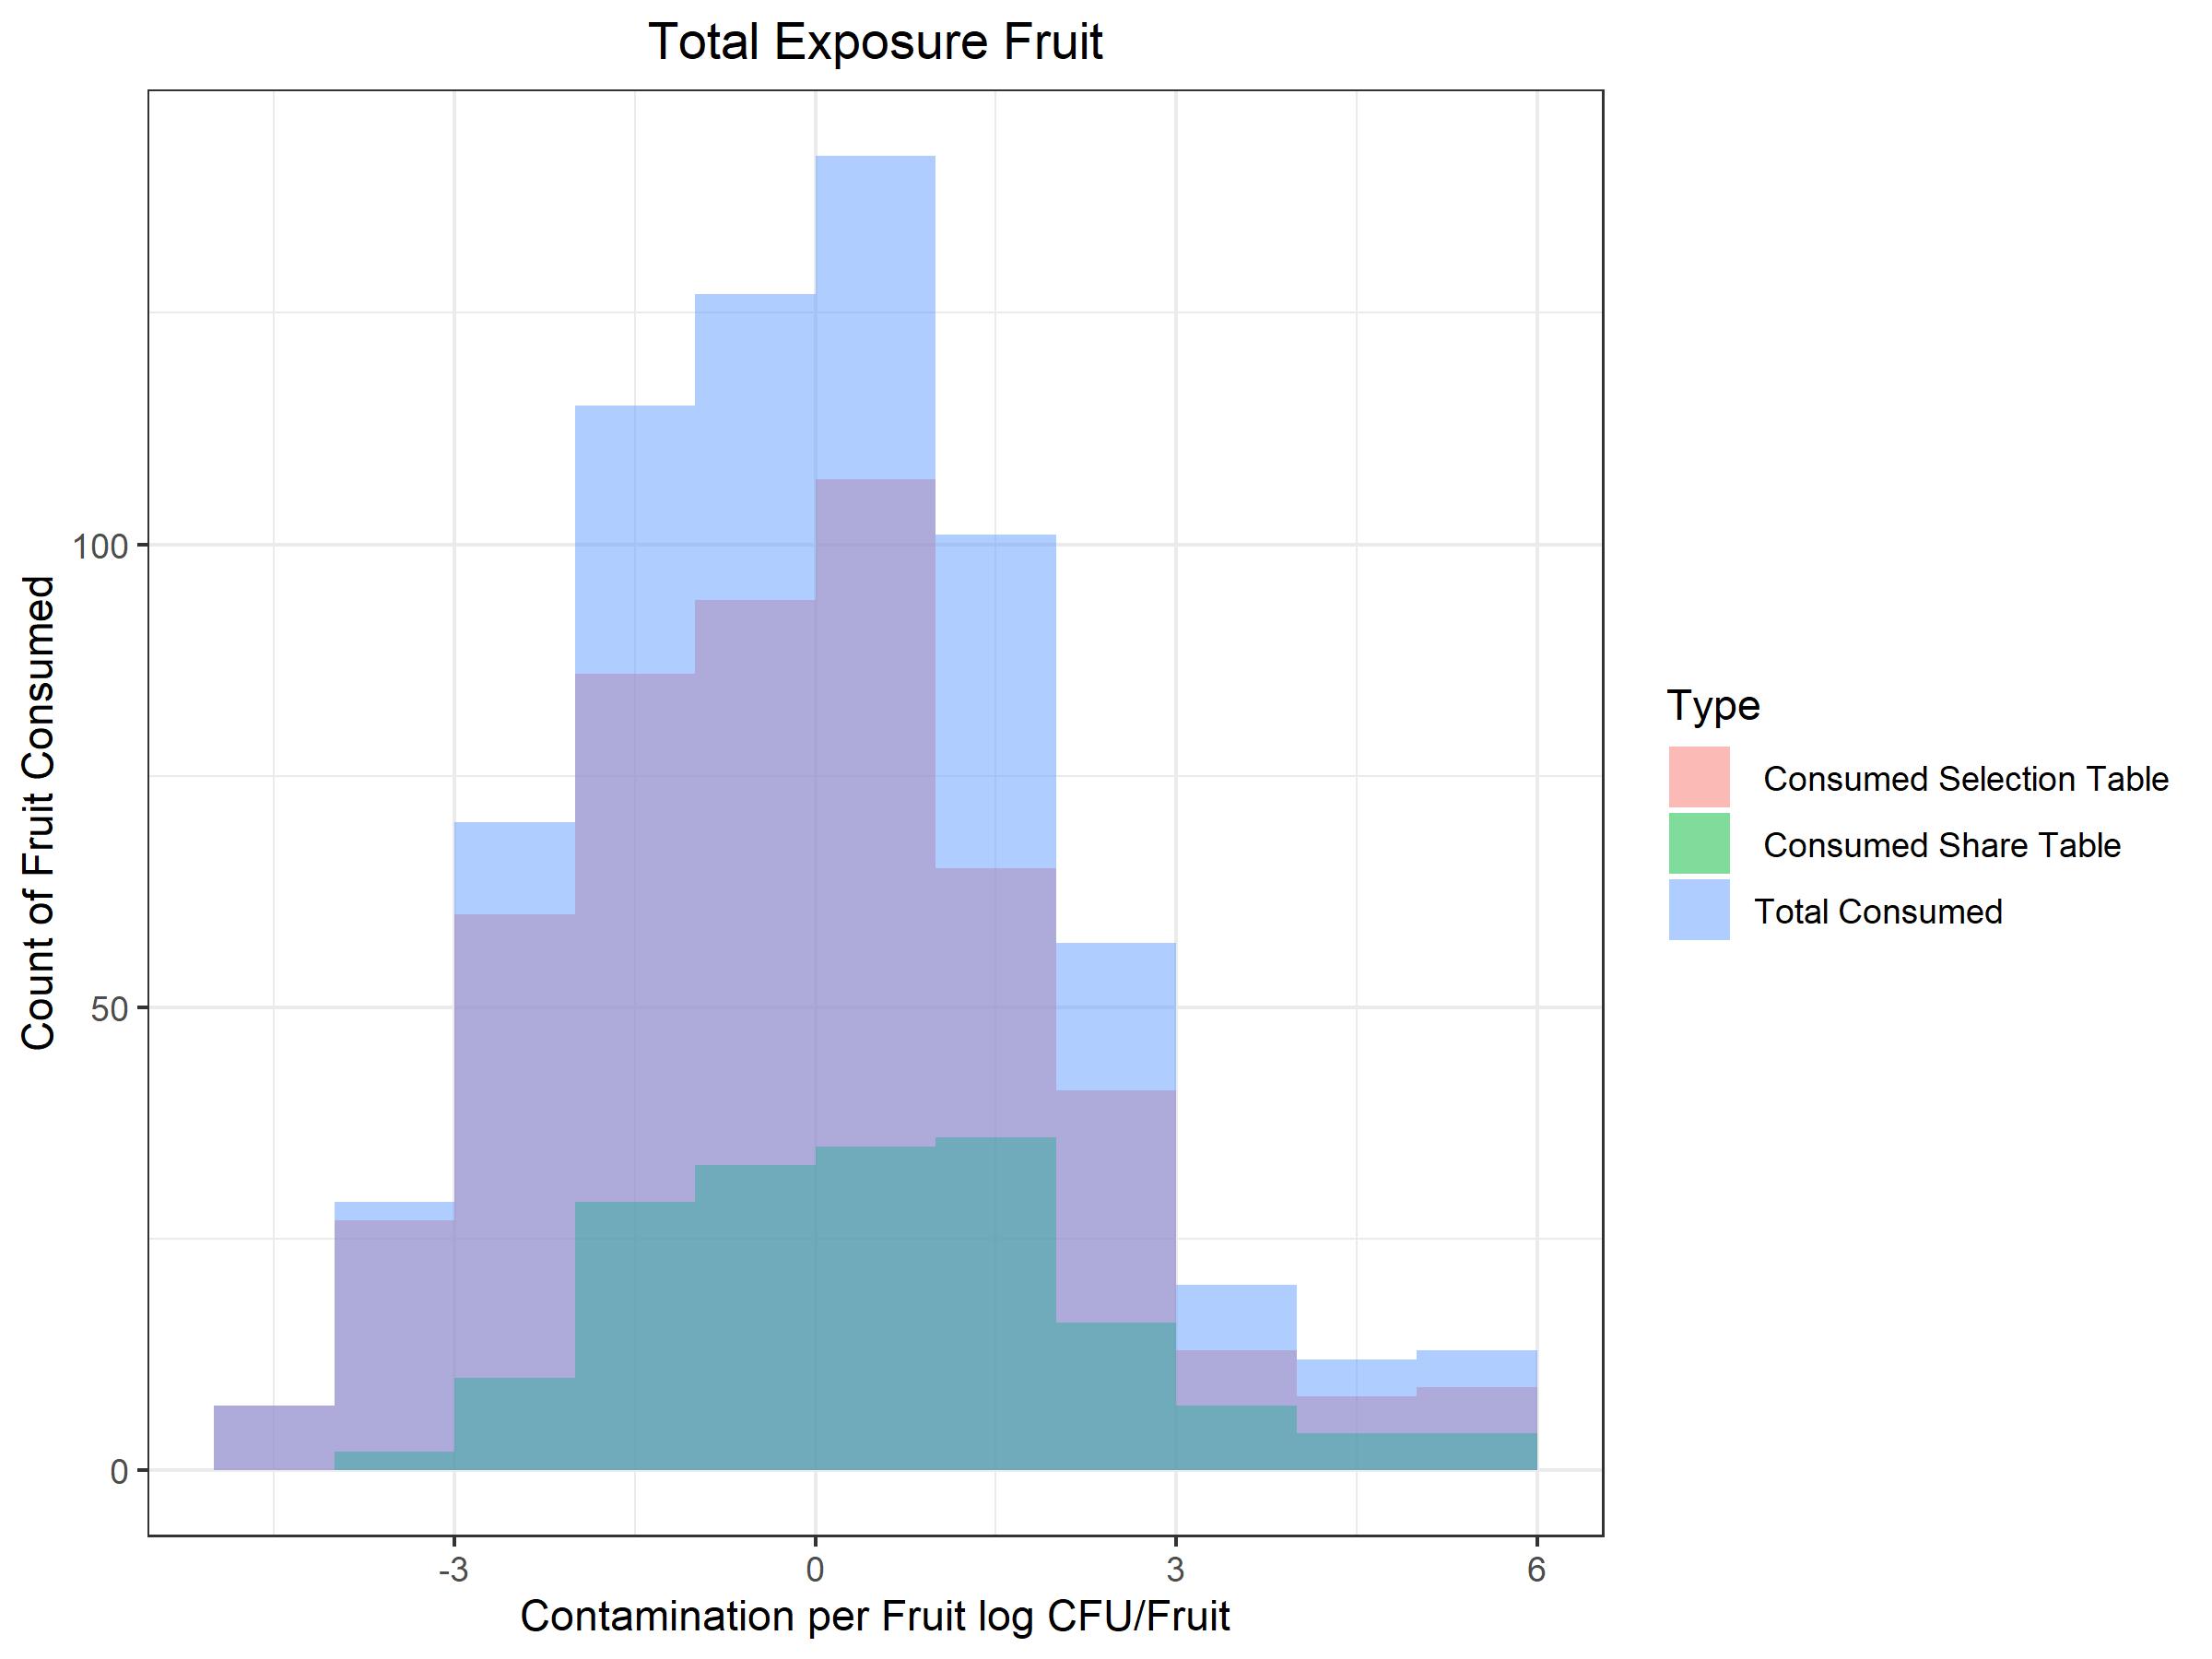 Total Exposure Fruit
Count of Fruit Consumed
100
50
0
-3
0
3
6
Contamination per Fruit log CFU/Fruit
Type
Consumed Selection Table
Consumed Share Table
Total Consumed